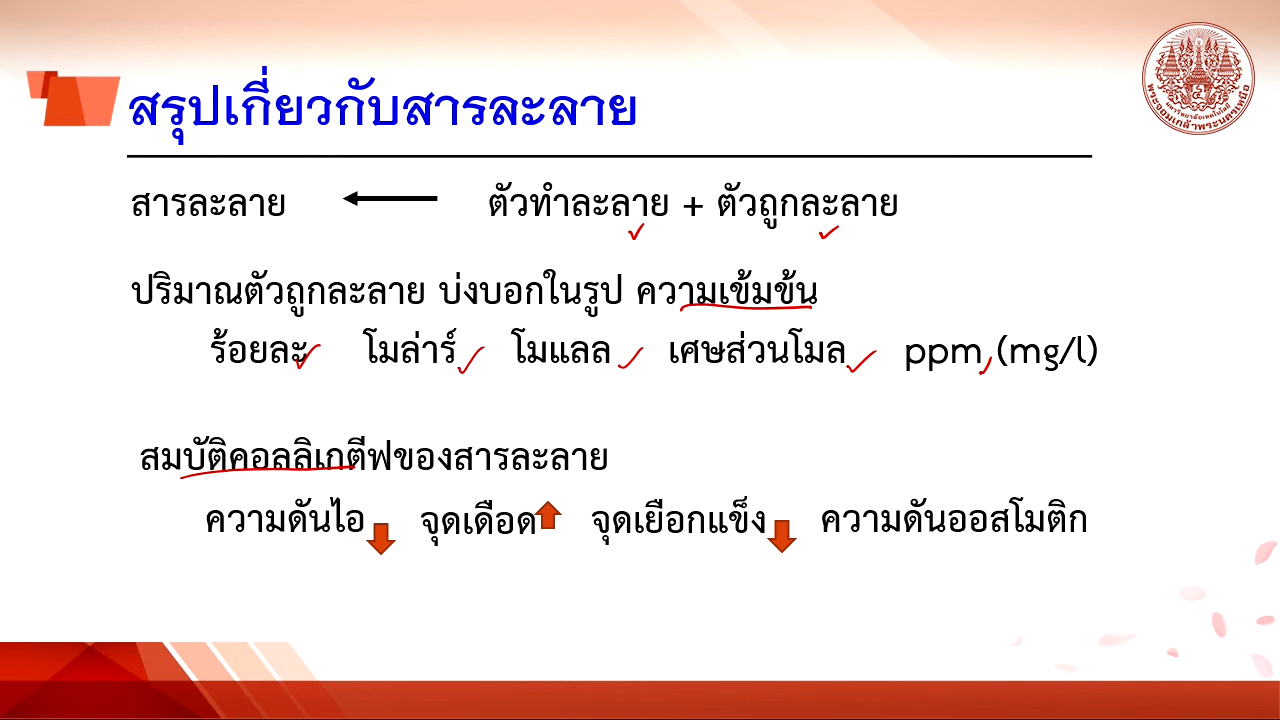 สรุปเกี่ยวกับสารละลาย
สารละลาย ← ตัวทำละลาย + ตัวถูกละลาย
ปริมาณตัวถูกละลาย บ่งบอกในรูป ความเข้มข้น
ร้อยละ โมล่าร์ โมแลล เศษส่วนโมล ppm (mg/l)
สมบัติคอลลิเกตีฟของสารละลาย
ความดันไอ จุดเดือด จุดเยือกแข็ง ความดันออสโมติก